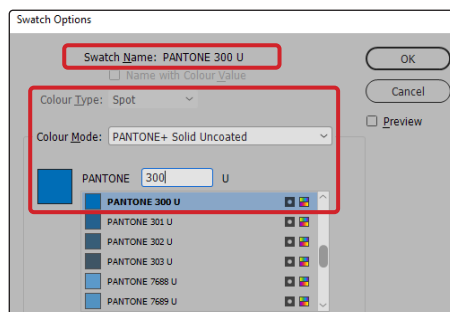 Swatch Options
Swatch Name: PANTONE 300 U
Name with Colour Value
Colour Type: Spot
Colour Mode: PANTONE+ Solid Uncoated
PANTONE 300 U
PANTONE 300 U
PANTONE 301 U
PANTONE 302 U
PANTONE 303 U
PANTONE 7688 U
PANTONE 7689 U
OK
Cancel
Preview